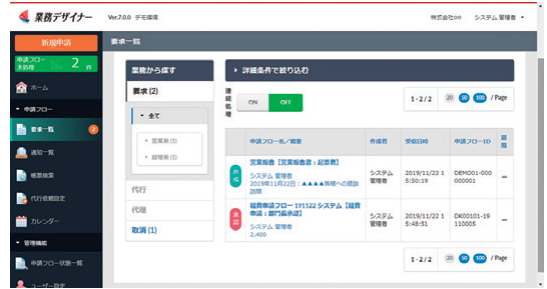 業務デザイナー
Ver.7.0.0 デモ環境
株式会社○○ システム 管理者
新規申請
要求一覧
申請フロー
未処理 2 件
ホーム
申請フロー
要求一覧 2
通知一覧
帳票検索
代行依頼設定
カレンダー
管理機能
申請フロー状態一覧
ユーザー設定
業務から探す
要求 (2)
全て
営業系 (1)
経理系 (1)
代行
代理
取消 (1)
詳細条件で絞り込む
連続処理
ON OFF
1 - 2 / 2 20 50 100 / Page
申請フロー名／概要 作成者 受信日時 申請フローID
作成
営業報告【営業報告書：起票者】
システム 管理者
2019年11月22日：▲▲▲▲
訪問
システム 管理者
2019/11/22 15:50:19
DEMO01-000000001
–
承認
経費申請フロー 191122 システム【経費申請：部門長承認】
システム 管理者
2,400
システム 管理者
2019/11/22 15:48:51
DK00101-19110005
–
1 - 2 / 2 20 50 100 / Page